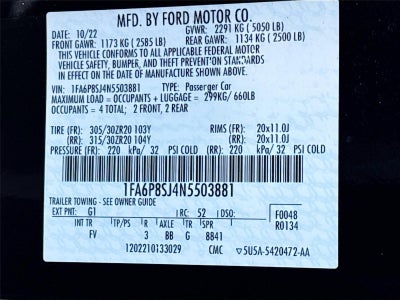 MFD. BY FORD MOTOR CO.
DATE: 10/22 GVWR: 2291 KG ( 5050 LB)
FRONT GAWR: 1173 KG ( 2585 LB) REAR GAWR: 1134 KG ( 2500 LB)
THIS VEHICLE CONFORMS TO ALL APPLICABLE FEDERAL MOTOR
VEHICLE SAFETY, BUMPER, AND THEFT PREVENTION STANDARDS
IN EFFECT ON THE DATE OF MANUFACTURE SHOWN ABOVE.
VIN: 1FA6P8SJ4N5503881 TYPE: Passenger Car
MAXIMUM LOAD = OCCUPANTS + LUGGAGE = 299KG/ 660LB
OCCUPANTS = 4 TOTAL; 2 FRONT, 2 REAR
TIRE (FR): 305/30ZR20 103Y RIMS (FR): 20x11.0J
(RR): 315/30ZR20 104Y (RR): 20x11.0J
PRESSURE (FR) 220 kPa/ 32 PSI COLD (RR) 220 kPa/ 32 PSI COLD
1FA6P8SJ4N5503881
TRAILER TOWING - SEE OWNER GUIDE
EXT PNT: G1 RC: 52 DSO: F0048
INT TR TP/PS R AXLE TR SPR R0134
FV 3 BB G 8841
1202210133029 CMC 5U5A-5420472-AA